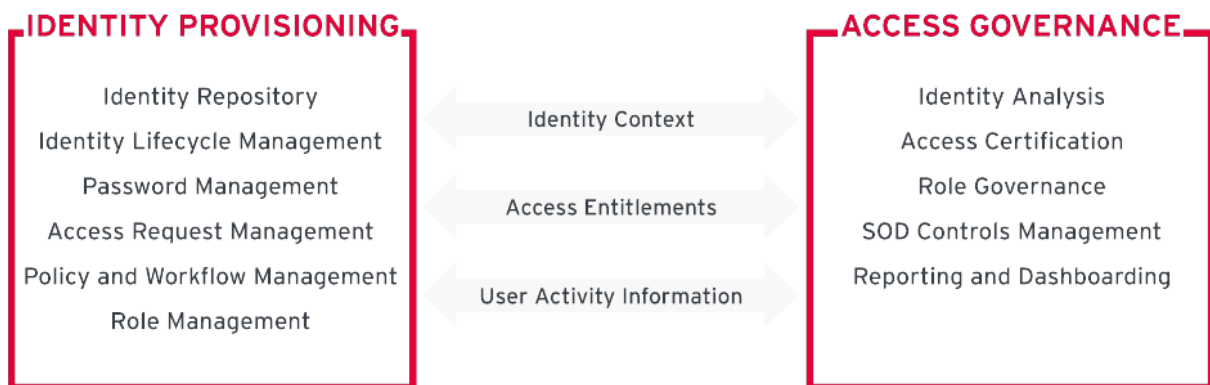 IDENTITY PROVISIONING
Identity Repository
Identity Lifecycle Management
Password Management
Access Request Management
Policy and Workflow Management
Role Management
Identity Context
Access Entitlements
User Activity Information
ACCESS GOVERNANCE
Identity Analysis
Access Certification
Role Governance
SOD Controls Management
Reporting and Dashboarding